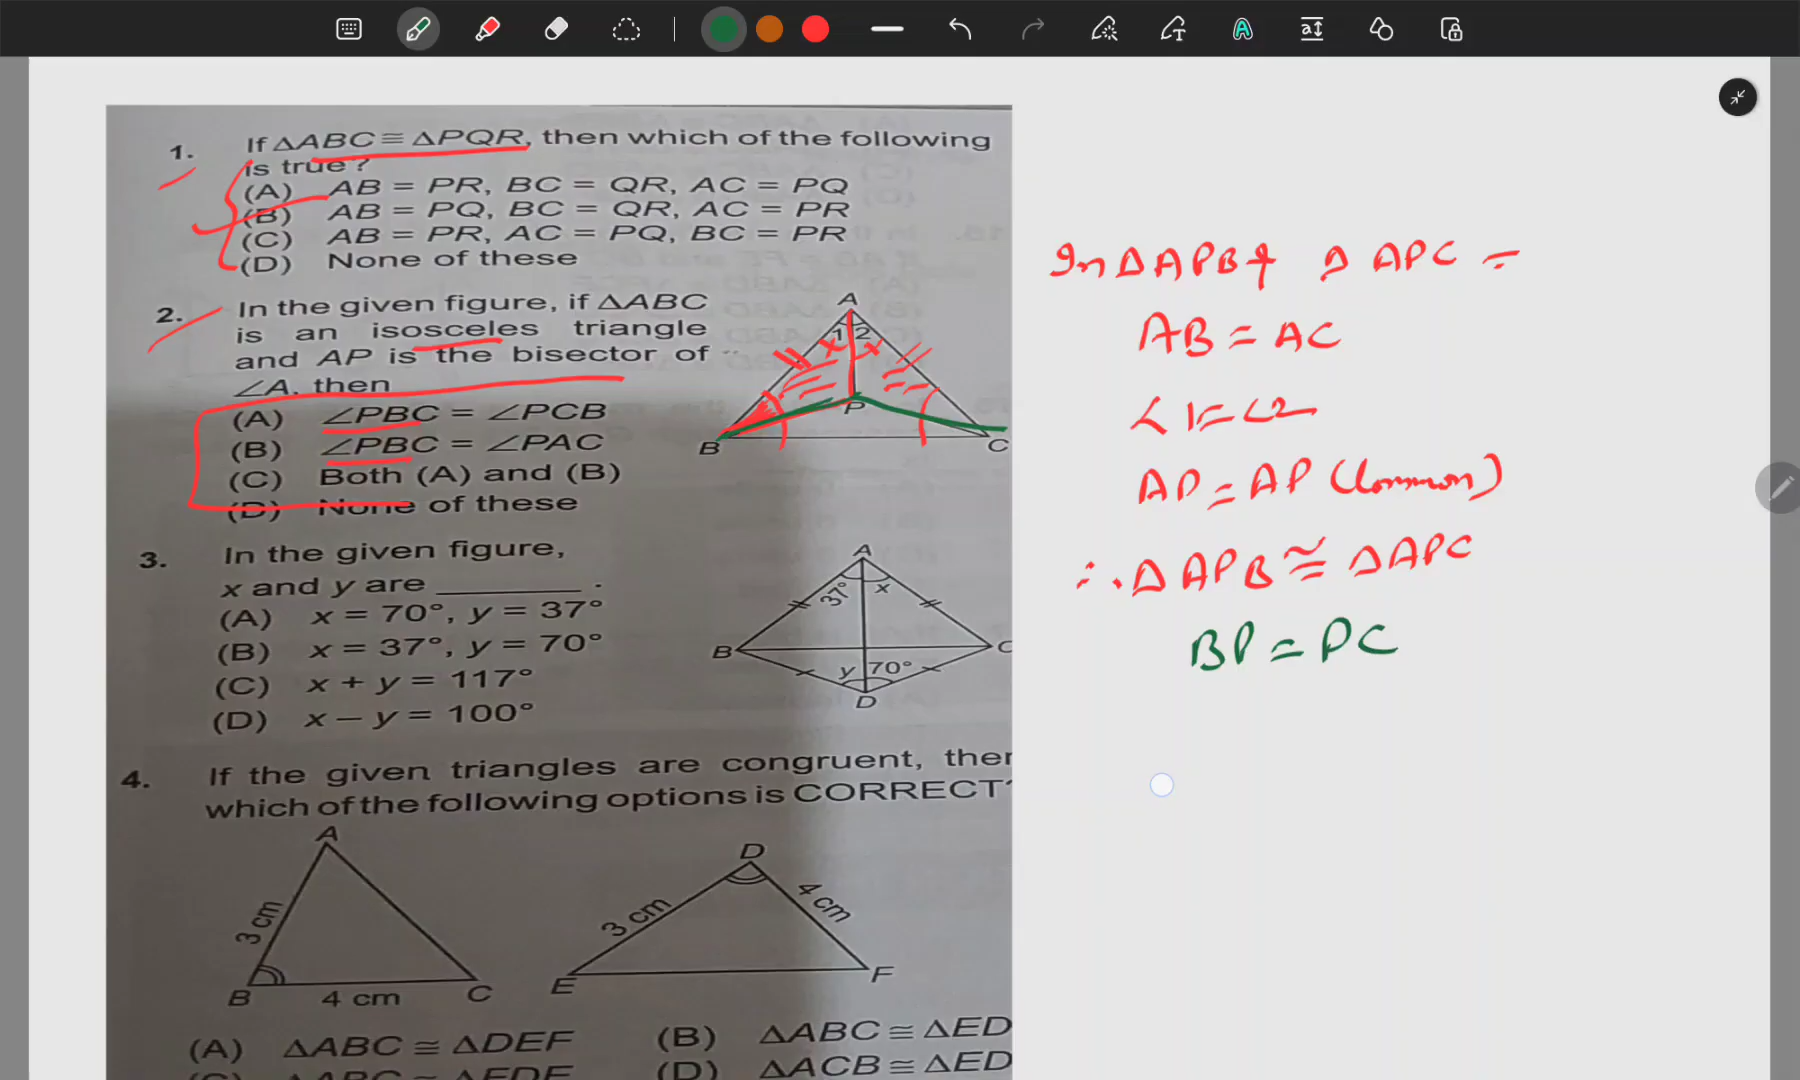 1. If ΔABC ≅ ΔPQR, then which of the following
is true?
(A) AB = PR, BC = QR, AC = PQ
(B) AB = PQ, BC = QR, AC = PR
(C) AB = PR, AC = PQ, BC = PR
(D) None of these
2. In the given figure, if ΔABC
is an isosceles triangle
and AP is the bisector of
∠A, then
(A) ∠PBC = ∠PCB
(B) ∠PBC = ∠PAC
(C) Both (A) and (B)
(D) None of these
A
1 2
x x
P
B C
3. In the given figure,
x and y are ________.
(A) x = 70°, y = 37°
(B) x = 37°, y = 70°
(C) x + y = 117°
(D) x − y = 100°
A
37° x
B C
y 70°
D
4. If the given triangles are congruent, then
which of the following options is CORRECT?
A
3 cm
B 4 cm C
D
3 cm 4 cm
E F
(A) ΔABC ≅ ΔDEF (B) ΔABC ≅ ΔED
(D) ΔACB ≅ ΔED
In Δ APB & Δ APC =
AB = AC
∠1 = ∠2
AP = AP (Common)
∴ Δ APB ≅ Δ APC
BP = PC